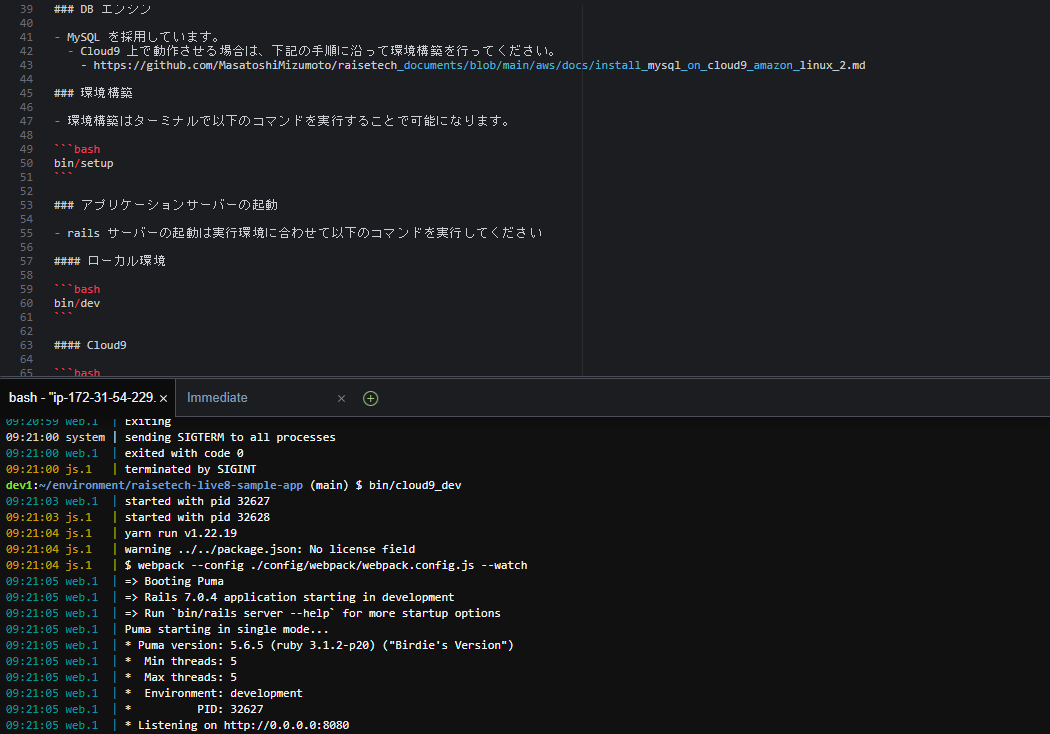 39 ### DB エンジン
40
41 - MySQL を採用しています。
42 - Cloud9 上で動作させる場合は、下記の手順に沿って環境構築を行ってください。
43 - https://github.com/MasatoshiMizumoto/raisetech_documents/blob/main/aws/docs/install_mysql_on_cloud9_amazon_linux_2.md
44
45 ### 環境構築
46
47 - 環境構築はターミナルで以下のコマンドを実行することで可能になります。
48
49 ```bash
50 bin/setup
51 ```
52
53 ### アプリケーションサーバーの起動
54
55 - rails サーバーの起動は実行環境に合わせて以下のコマンドを実行してください
56
57 #### ローカル環境
58
59 ```bash
60 bin/dev
61 ```
62
63 #### Cloud9
64
65 ```bash
bash - "ip-172-31-54-229. × Immediate ×
09:20:59 web.1 | Exiting
09:21:00 system | sending SIGTERM to all processes
09:21:00 web.1 | exited with code 0
09:21:00 js.1 | terminated by SIGINT
dev1:~/environment/raisetech-live8-sample-app (main) $ bin/cloud9_dev
09:21:03 web.1 | started with pid 32627
09:21:03 js.1 | started with pid 32628
09:21:04 js.1 | yarn run v1.22.19
09:21:04 js.1 | warning ../../package.json: No license field
09:21:04 js.1 | $ webpack --config ./config/webpack/webpack.config.js --watch
09:21:05 web.1 | => Booting Puma
09:21:05 web.1 | => Rails 7.0.4 application starting in development
09:21:05 web.1 | => Run `bin/rails server --help` for more startup options
09:21:05 web.1 | Puma starting in single mode...
09:21:05 web.1 | * Puma version: 5.6.5 (ruby 3.1.2-p20) ("Birdie's Version")
09:21:05 web.1 | * Min threads: 5
09:21:05 web.1 | * Max threads: 5
09:21:05 web.1 | * Environment: development
09:21:05 web.1 | * PID: 32627
09:21:05 web.1 | * Listening on http://0.0.0.0:8080